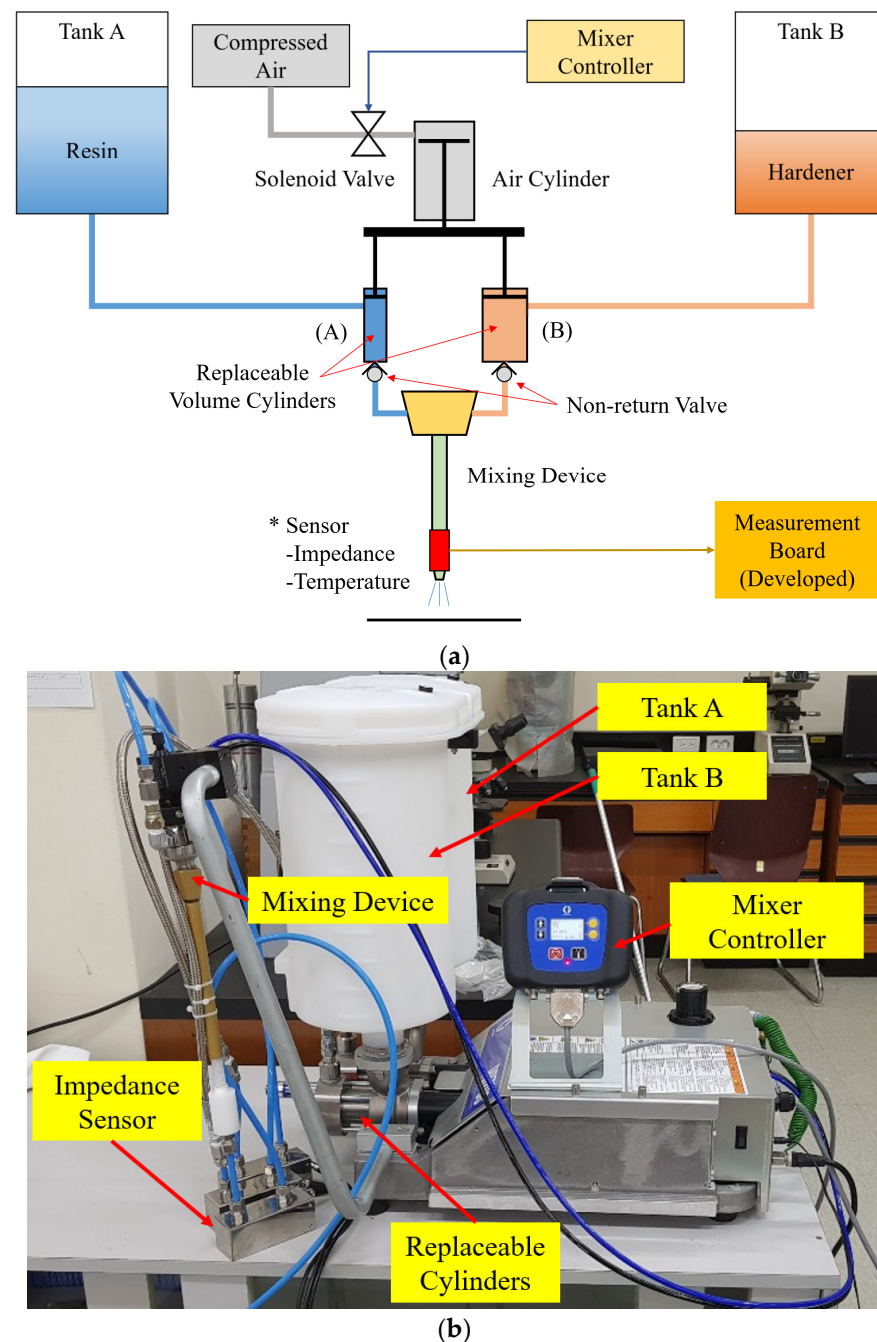 Tank A
Compressed
Air
Mixer
Controller
Tank B
Resin
Solenoid Valve
Air Cylinder
Hardener
(A)
(B)
Replaceable
Volume Cylinders
Non-return Valve
Mixing Device
* Sensor
-Impedance
-Temperature
Measurement
Board
(Developed)
(a)
Tank A
Tank B
Mixing Device
Mixer
Controller
Impedance
Sensor
Replaceable
Cylinders
(b)